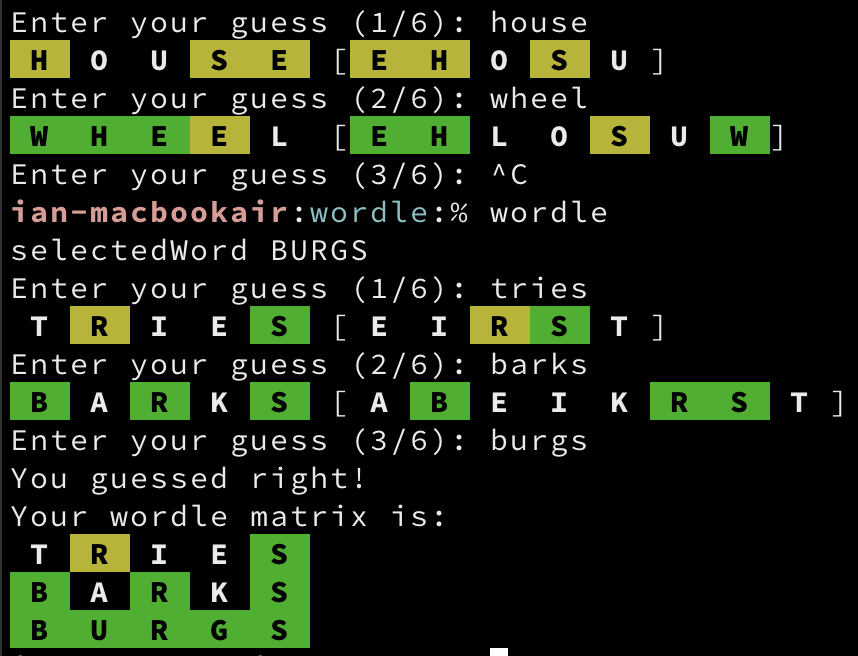 Enter your guess (1/6): house
H O U S E [ E H O S U ]
Enter your guess (2/6): wheel
W H E E L [ E H L O S U W ]
Enter your guess (3/6): ^C
ian-macbookair:wordle:% wordle
selectedWord BURGS
Enter your guess (1/6): tries
T R I E S [ E I R S T ]
Enter your guess (2/6): barks
B A R K S [ A B E I K R S T ]
Enter your guess (3/6): burgs
You guessed right!
Your wordle matrix is:
T R I E S
B A R K S
B U R G S